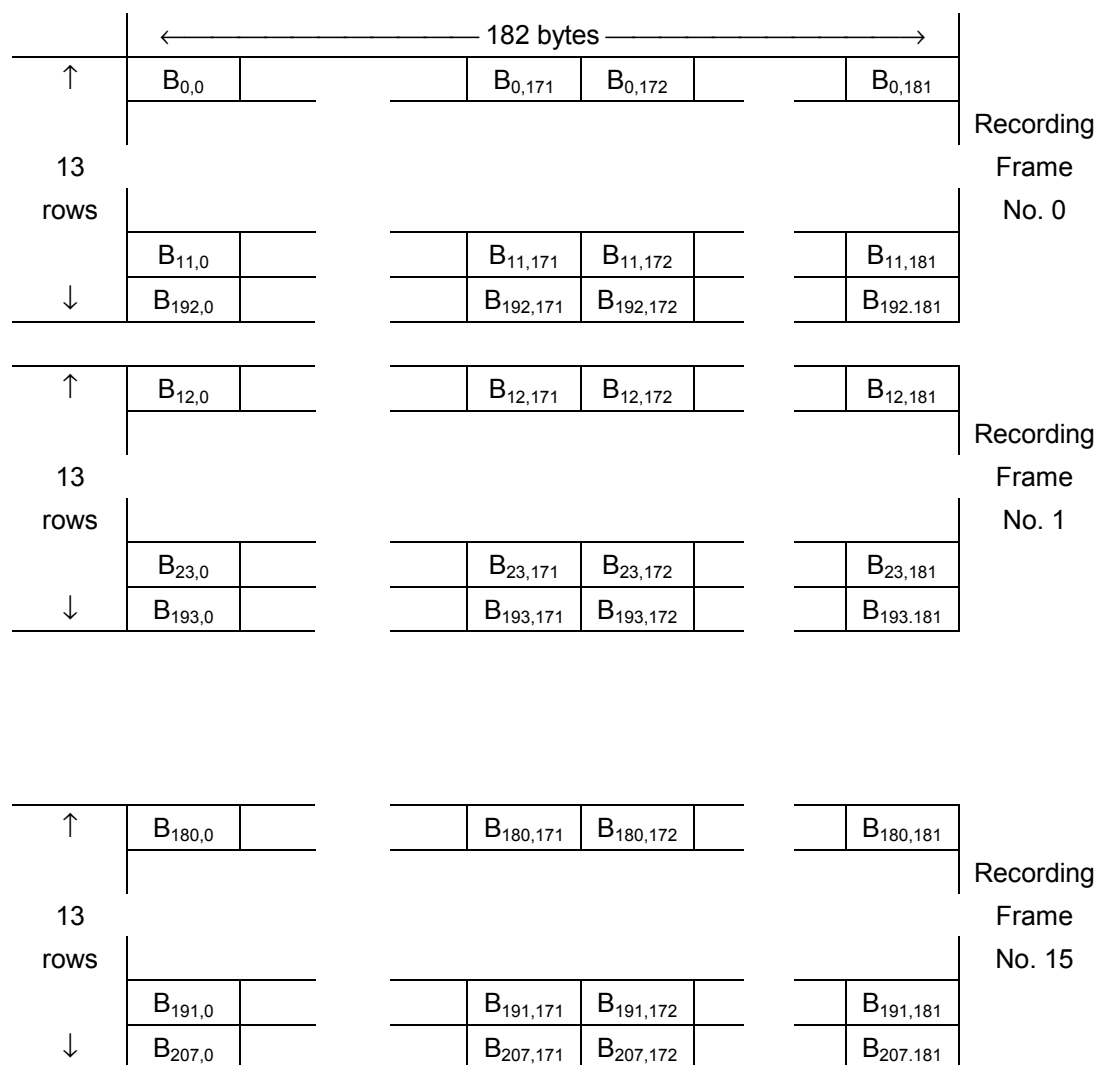 ← 182 bytes →
↑ B0,0 B0,171 B0,172 B0,181
Recording
13 Frame
rows No. 0
B11,0 B11,171 B11,172 B11,181
↓ B192,0 B192,171 B192,172 B192.181
↑ B12,0 B12,171 B12,172 B12,181
Recording
13 Frame
rows No. 1
B23,0 B23,171 B23,172 B23,181
↓ B193,0 B193,171 B193,172 B193.181
↑ B180,0 B180,171 B180,172 B180,181
Recording
13 Frame
rows No. 15
B191,0 B191,171 B191,172 B191,181
↓ B207,0 B207,171 B207,172 B207.181